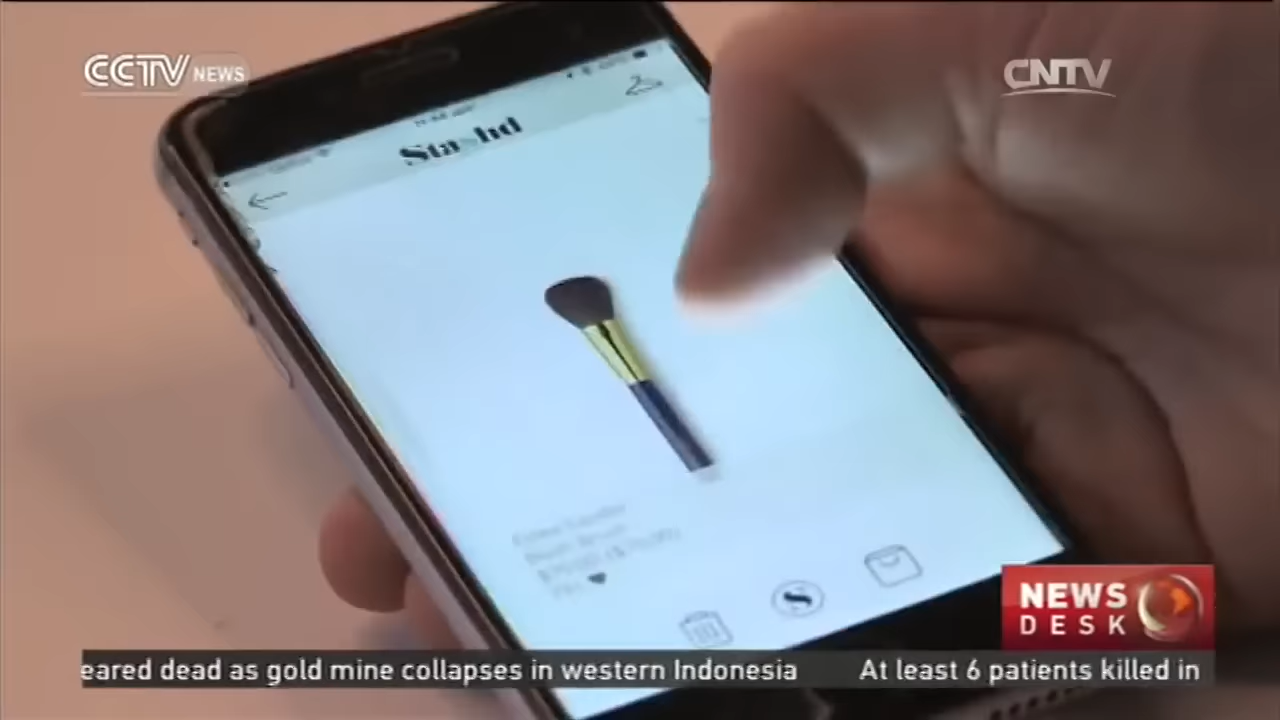 CCTV NEWS
CNTV
Stashd
NEWS
DESK
eared dead as gold mine collapses in western Indonesia At least 6 patients killed in